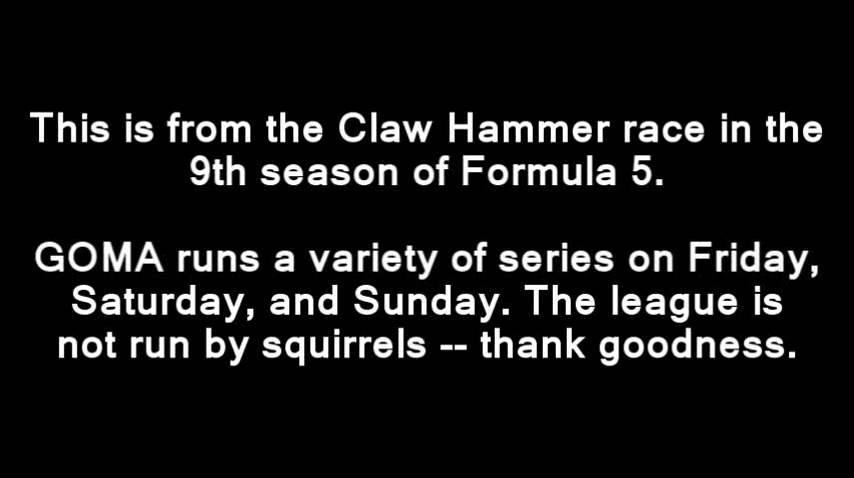 This is from the Claw Hammer race in the
9th season of Formula 5.
GOMA runs a variety of series on Friday,
Saturday, and Sunday. The league is
not run by squirrels -- thank goodness.